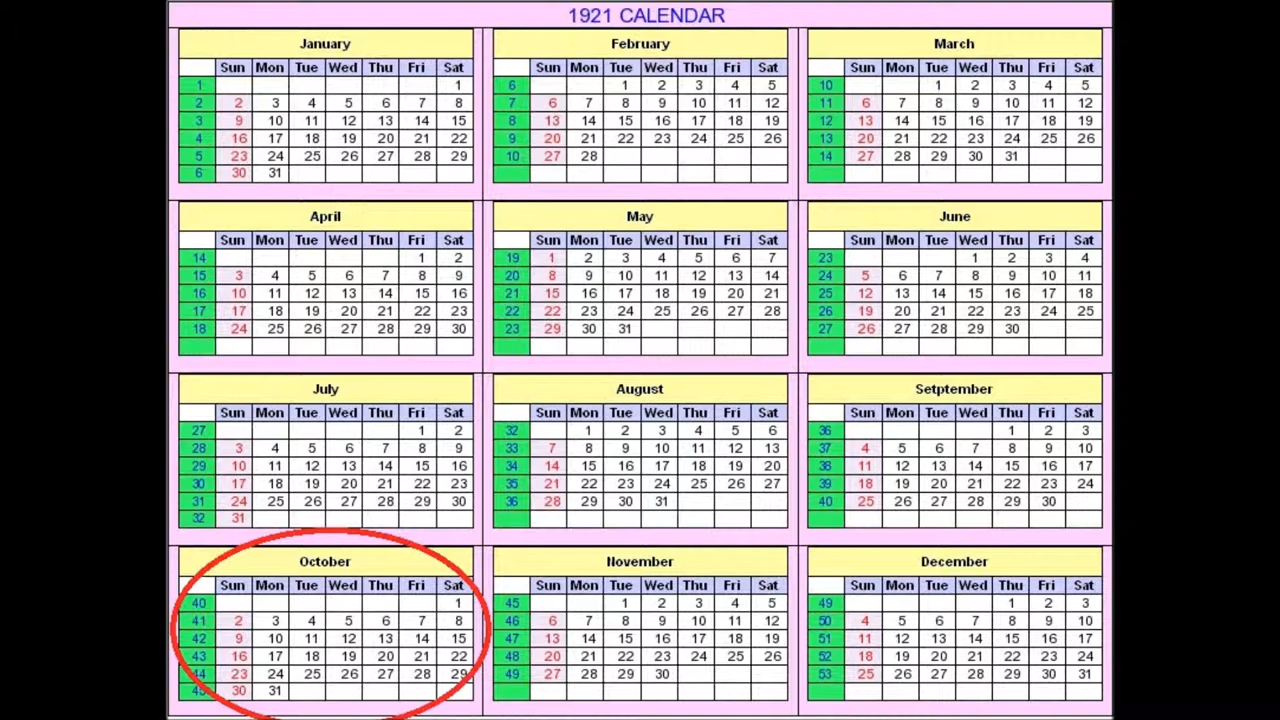 1921 CALENDAR
January February March
Sun Mon Tue Wed Thu Fri Sat Sun Mon Tue Wed Thu Fri Sat Sun Mon Tue Wed Thu Fri Sat
1 1 6 1 2 3 4 5 10 1 2 3 4 5
2 2 3 4 5 6 7 8 7 6 7 8 9 10 11 12 11 6 7 8 9 10 11 12
3 9 10 11 12 13 14 15 8 13 14 15 16 17 18 19 12 13 14 15 16 17 18 19
4 16 17 18 19 20 21 22 9 20 21 22 23 24 25 26 13 20 21 22 23 24 25 26
5 23 24 25 26 27 28 29 10 27 28 14 27 28 29 30 31
6 30 31
April May June
Sun Mon Tue Wed Thu Fri Sat Sun Mon Tue Wed Thu Fri Sat Sun Mon Tue Wed Thu Fri Sat
14 1 2 19 1 2 3 4 5 6 7 23 1 2 3 4
15 3 4 5 6 7 8 9 20 8 9 10 11 12 13 14 24 5 6 7 8 9 10 11
16 10 11 12 13 14 15 16 21 15 16 17 18 19 20 21 25 12 13 14 15 16 17 18
17 17 18 19 20 21 22 23 22 22 23 24 25 26 27 28 26 19 20 21 22 23 24 25
18 24 25 26 27 28 29 30 23 29 30 31 27 26 27 28 29 30
July August Setptember
Sun Mon Tue Wed Thu Fri Sat Sun Mon Tue Wed Thu Fri Sat Sun Mon Tue Wed Thu Fri Sat
27 1 2 32 1 2 3 4 5 6 36 1 2 3
28 3 4 5 6 7 8 9 33 7 8 9 10 11 12 13 37 4 5 6 7 8 9 10
29 10 11 12 13 14 15 16 34 14 15 16 17 18 19 20 38 11 12 13 14 15 16 17
30 17 18 19 20 21 22 23 35 21 22 23 24 25 26 27 39 18 19 20 21 22 23 24
31 24 25 26 27 28 29 30 36 28 29 30 31 40 25 26 27 28 29 30
32 31
October November December
Sun Mon Tue Wed Thu Fri Sat Sun Mon Tue Wed Thu Fri Sat Sun Mon Tue Wed Thu Fri Sat
40 1 45 1 2 3 4 5 49 1 2 3
41 2 3 4 5 6 7 8 46 6 7 8 9 10 11 12 50 4 5 6 7 8 9 10
42 9 10 11 12 13 14 15 47 13 14 15 16 17 18 19 51 11 12 13 14 15 16 17
43 16 17 18 19 20 21 22 48 20 21 22 23 24 25 26 52 18 19 20 21 22 23 24
44 23 24 25 26 27 28 29 49 27 28 29 30 53 25 26 27 28 29 30 31
45 30 31